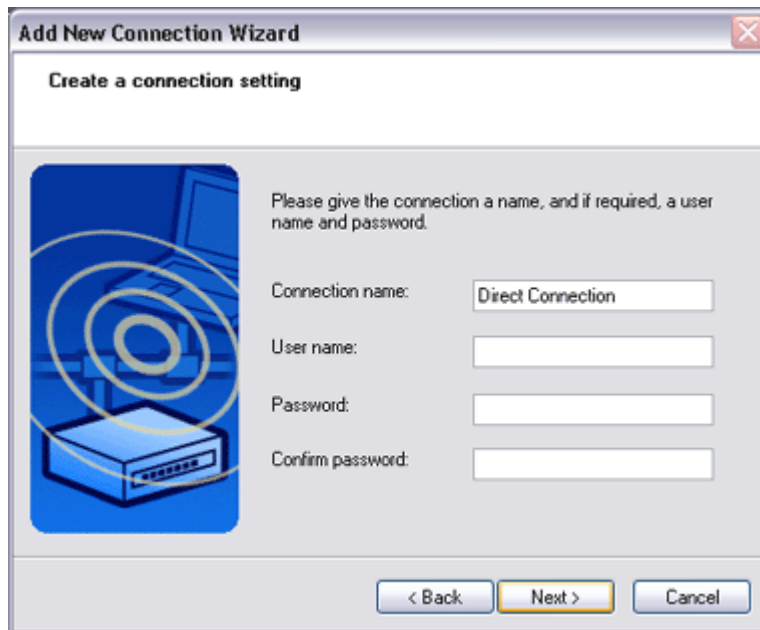 Add New Connection Wizard
Create a connection setting
Please give the connection a name, and if required, a user
name and password.
Connection name: Direct Connection
User name:
Password:
Confirm password:
< Back Next > Cancel